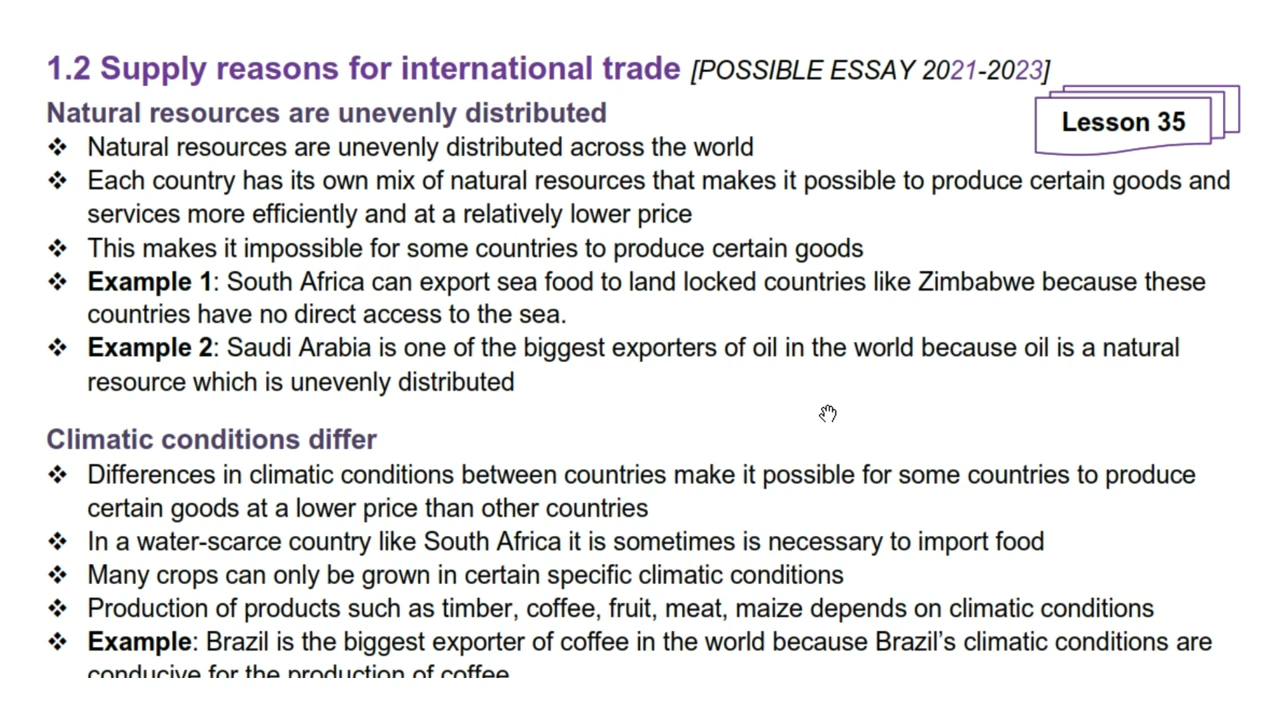 1.2 Supply reasons for international trade [POSSIBLE ESSAY 2021-2023]
Natural resources are unevenly distributed
Lesson 35
❖ Natural resources are unevenly distributed across the world
❖ Each country has its own mix of natural resources that makes it possible to produce certain goods and
services more efficiently and at a relatively lower price
❖ This makes it impossible for some countries to produce certain goods
❖ Example 1: South Africa can export sea food to land locked countries like Zimbabwe because these
countries have no direct access to the sea.
❖ Example 2: Saudi Arabia is one of the biggest exporters of oil in the world because oil is a natural
resource which is unevenly distributed
Climatic conditions differ
❖ Differences in climatic conditions between countries make it possible for some countries to produce
certain goods at a lower price than other countries
❖ In a water-scarce country like South Africa it is sometimes is necessary to import food
❖ Many crops can only be grown in certain specific climatic conditions
❖ Production of products such as timber, coffee, fruit, meat, maize depends on climatic conditions
❖ Example: Brazil is the biggest exporter of coffee in the world because Brazil’s climatic conditions are
conducive for the production of coffee